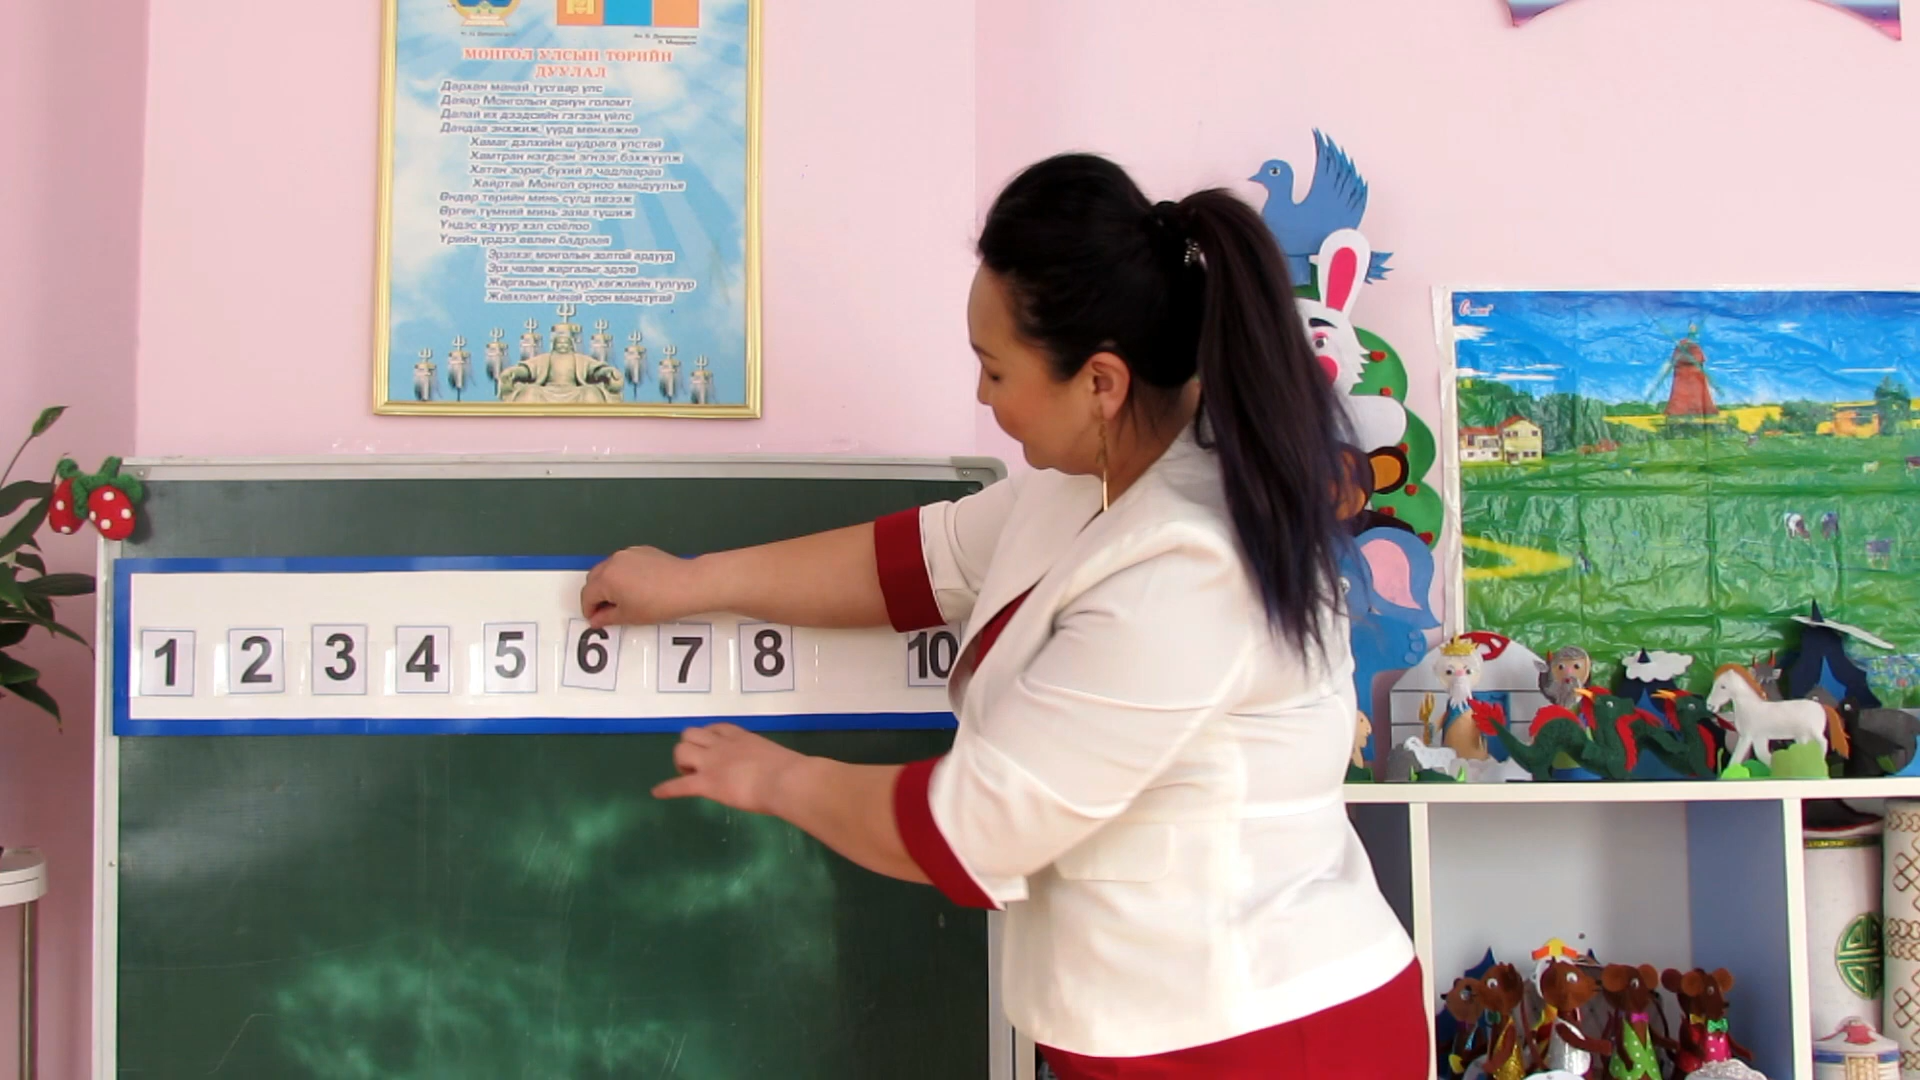 МОНГОЛ УЛСЫН ТӨРИЙН
ДУУЛАЛ
Дархан манай тусгаар улс
Даяар Монголын ариун голомт
Далай их дээдсийн гэгээн үйлс
Дандаа энхжиж, үүрд мөнхөжнө
Хамаг дэлхийн шударга улстай
Хамтран нэгдсэн эгнээг бэхжүүлж
Хатан зориг бүхий л чадлаараа
Хайртай Монгол орноо мандуулъя
Өндөр төрийн минь сүлд ивээж
Өргөн түмний минь заяа түшиж
Үндэс язгуур хэл соёлоо
Үрийн үрдээ өвлөн бадраая
Эрэлхэг монголын золтой ардууд
Эрх чөлөө жаргалыг эдлэв
Жаргалын түлхүүр, хөгжлийн тулгуур
Жавхлант манай орон мандтугай
1 2 3 4 5 6 7 8 10